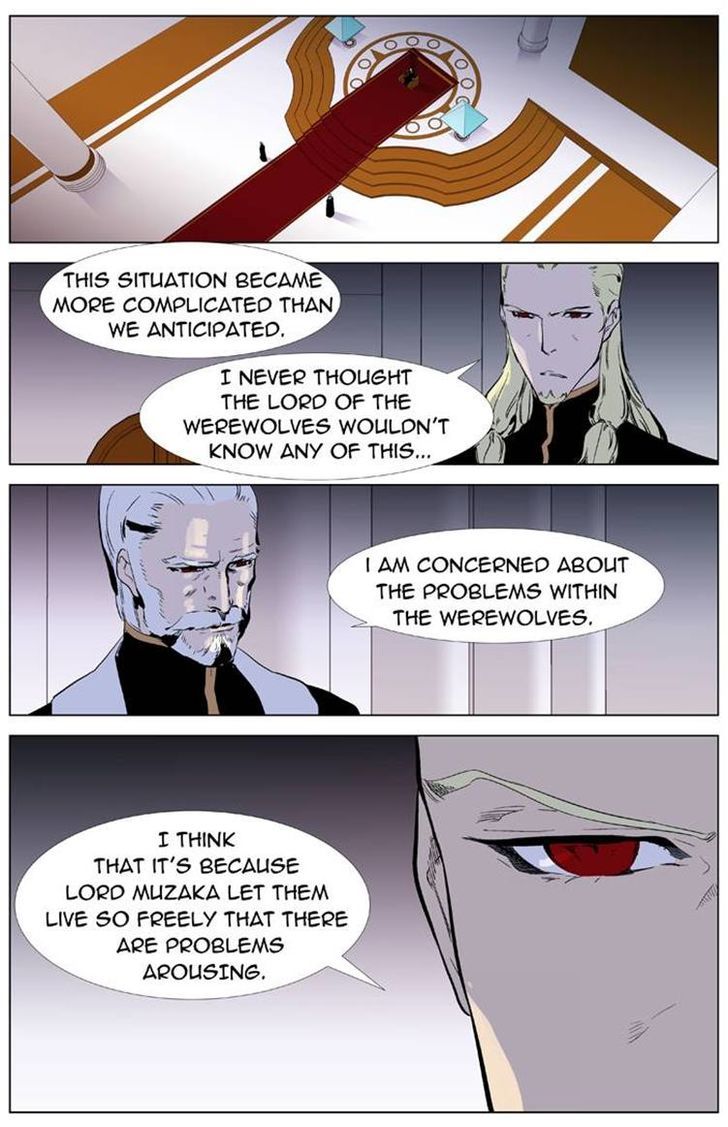 THIS SITUATION BECAME
MORE COMPLICATED THAN
WE ANTICIPATED.
I NEVER THOUGHT
THE LORD OF THE
WEREWOLVES WOULDN'T
KNOW ANY OF THIS...
I AM CONCERNED ABOUT
THE PROBLEMS WITHIN
THE WEREWOLVES.
I THINK
THAT IT'S BECAUSE
LORD MUZAKA LET THEM
LIVE SO FREELY THAT THERE
ARE PROBLEMS
AROUSING.